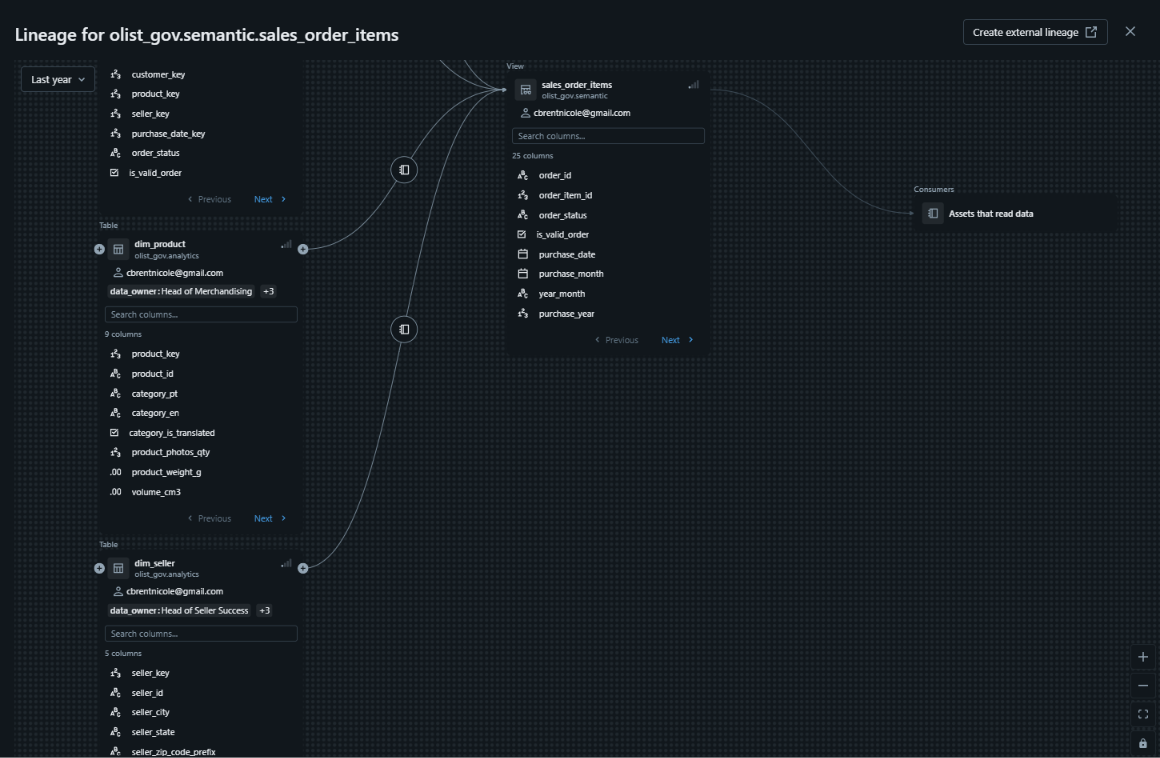 Lineage for olist_gov.semantic.sales_order_items
Create external lineage
Last year
customer_key
product_key
seller_key
purchase_date_key
order_status
is_valid_order
Previous Next
Table
dim_product
olist_gov.analytics
cbrentnicole@gmail.com
data_owner: Head of Merchandising +3
Search columns...
9 columns
product_key
product_id
category_pt
category_en
category_is_translated
product_photos_qty
.00 product_weight_g
.00 volume_cm3
Previous Next
Table
dim_seller
olist_gov.analytics
cbrentnicole@gmail.com
data_owner: Head of Seller Success +3
Search columns...
5 columns
seller_key
seller_id
seller_city
seller_state
seller_zip_code_prefix
View
sales_order_items
olist_gov.semantic
cbrentnicole@gmail.com
Search columns...
25 columns
order_id
order_item_id
order_status
is_valid_order
purchase_date
purchase_month
year_month
purchase_year
Previous Next
Consumers
Assets that read data